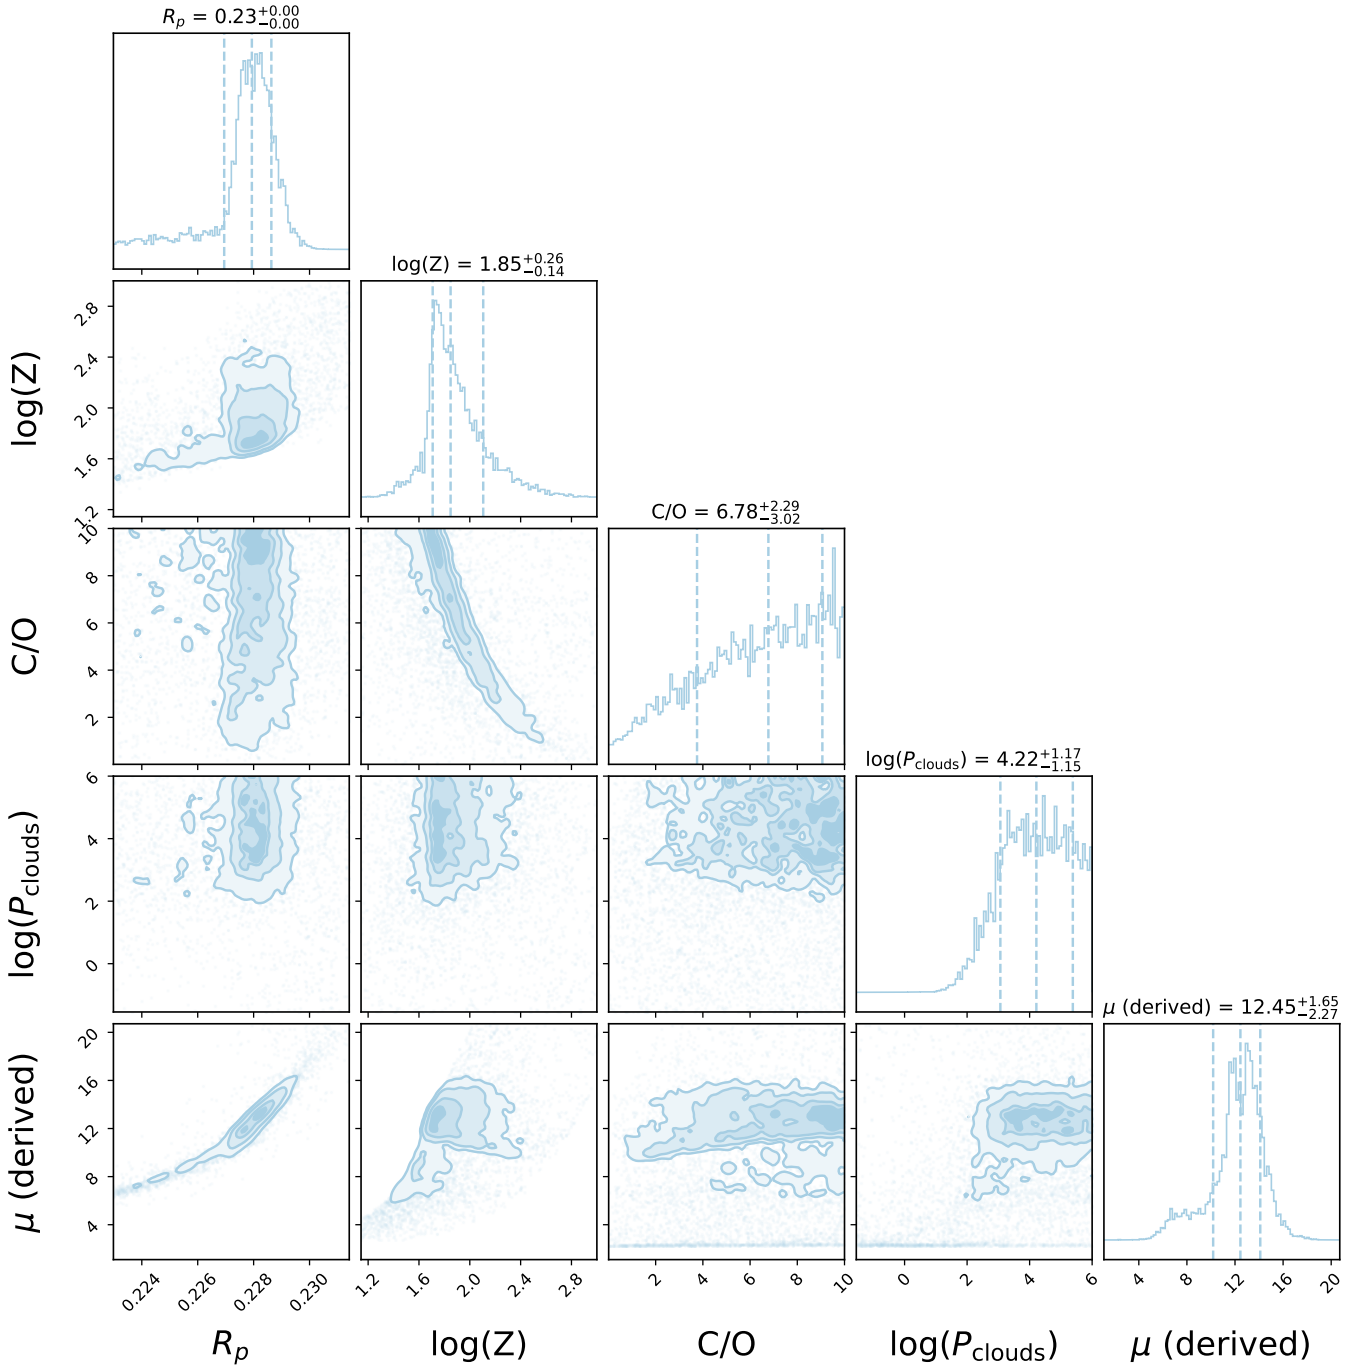 R_p = 0.23^{+0.00}_{-0.00}
log(Z) = 1.85^{+0.26}_{-0.14}
2.8
2.4
2.0
1.6
1.2
log(Z)
C/O = 6.78^{+2.29}_{-3.02}
10
8
6
4
2
C/O
log(P_clouds) = 4.22^{+1.17}_{-1.15}
6
4
2
0
log(P_clouds)
μ (derived) = 12.45^{+1.65}_{-2.27}
20
16
12
8
4
μ (derived)
0.224 0.226 0.228 0.230 1.2 1.6 2.0 2.4 2.8 2 4 6 8 10 0 2 4 6 4 8 12 16 20
R_p log(Z) C/O log(P_clouds) μ (derived)